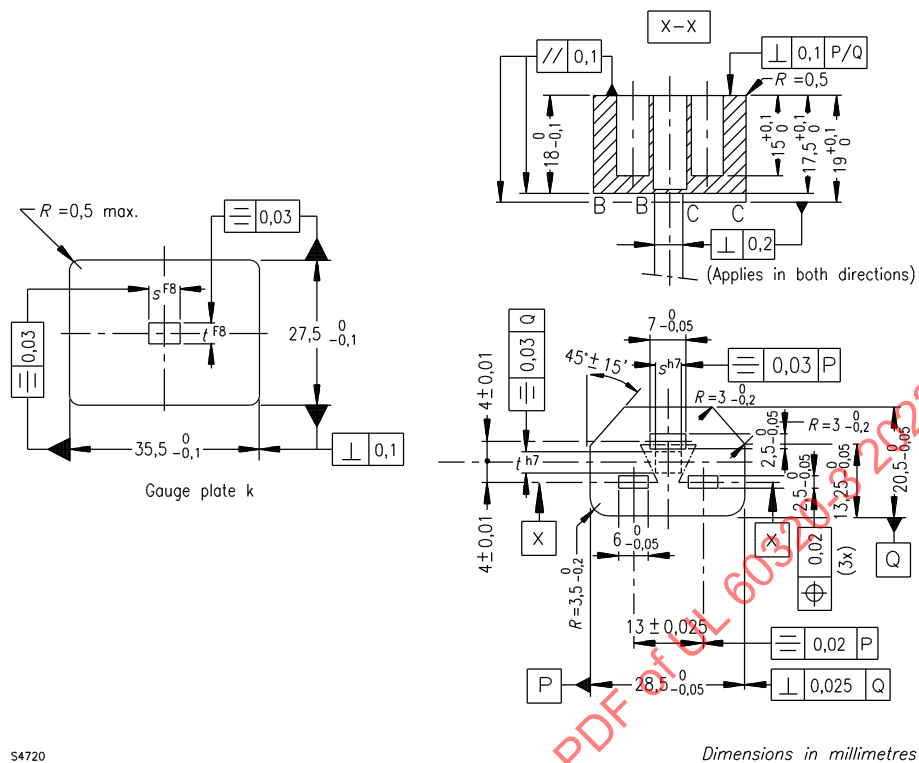 X-X
// 0,1
⊥ 0,1 P/Q
R =0,5
18 0 -0,1
15 +0,1 0
17,5 +0,1 0
19 +0,1 0
B B C C
⊥ 0,2
(Applies in both directions)
R =0,5 max.
⌯ 0,03
s F8
t F8
⌯ 0,03
27,5 0 -0,1
35,5 0 -0,1
⊥ 0,1
Gauge plate k
7 0 -0,05
⌯ 0,03 Q
45°± 15'
s h7
⌯ 0,03 P
4± 0,01
R =3 0 -0,2
R =3 0 -0,2
t h7
2,5 0 -0,05
2,5 0 -0,05
13,25 0 -0,05
20,5 0 -0,05
4± 0,01
X
X
6 0 -0,05
⌖ 0,02
(3x)
Q
R =3,5 0 -0,2
13 ± 0,025
⌯ 0,02 P
P
28,5 0 -0,05
⊥ 0,025 Q
S4720
Dimensions in millimetres
PDF of UL 60320-3 202